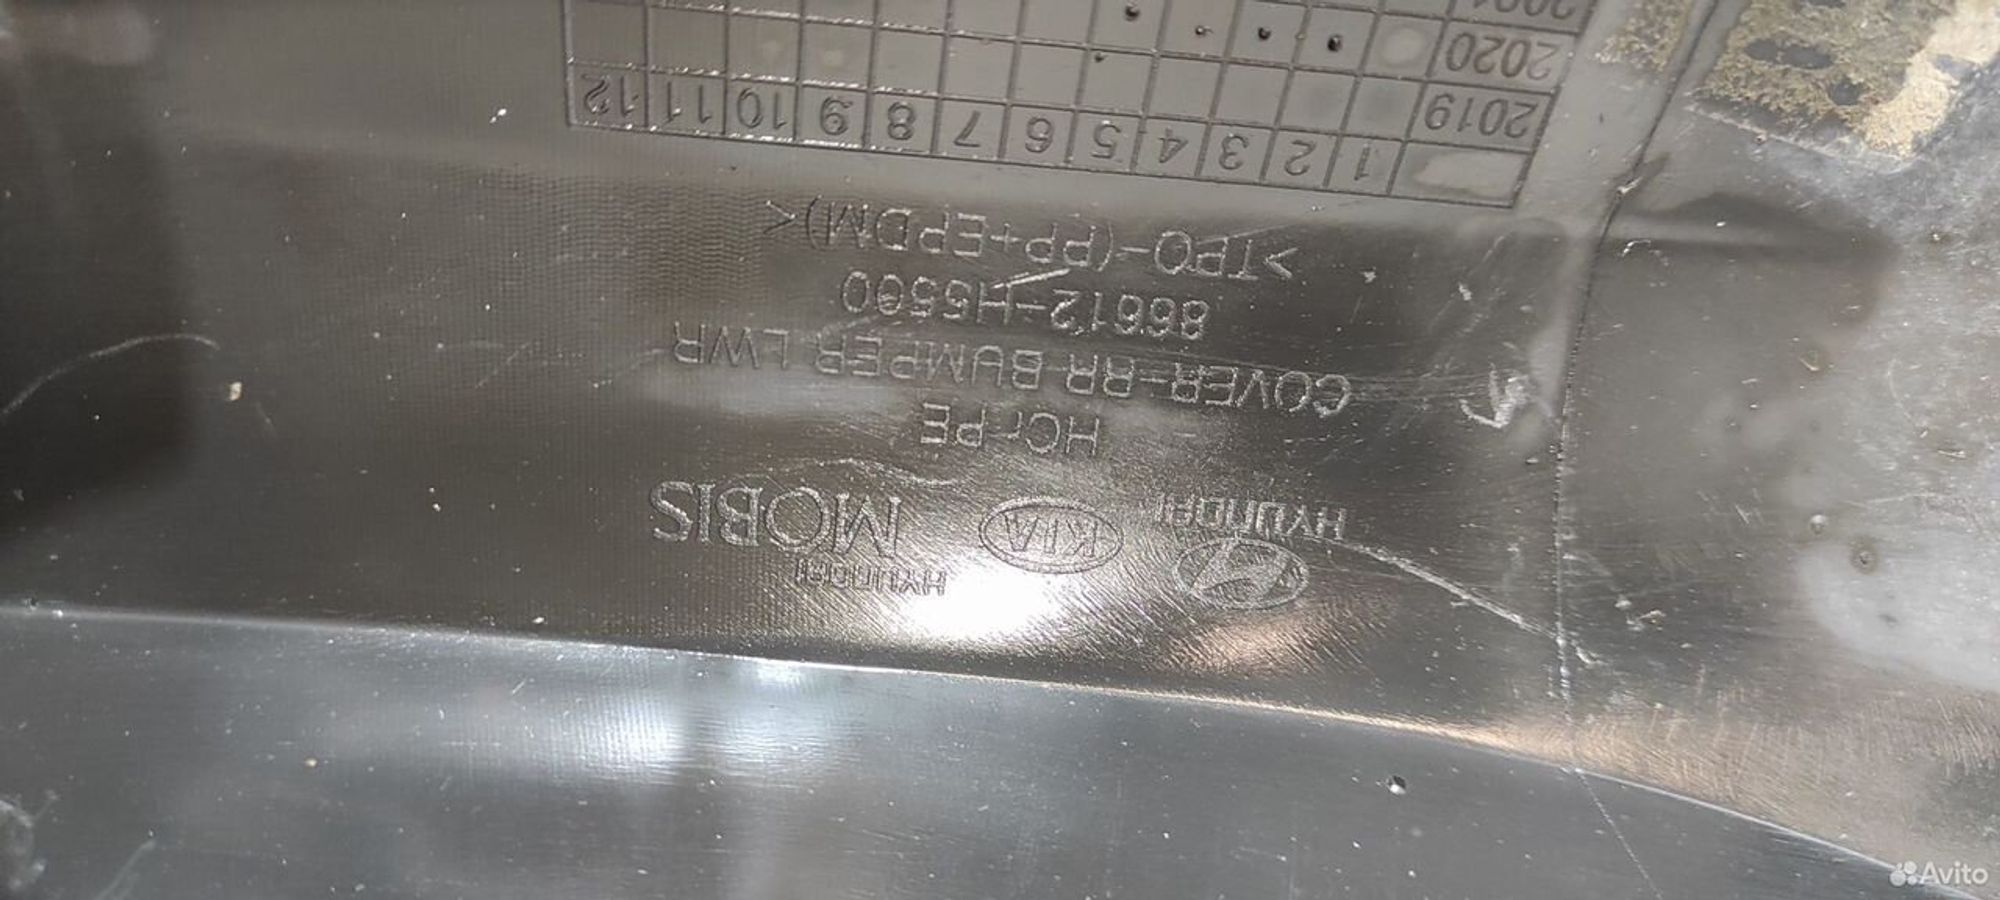 HYUNDAI KIA HYUNDAI MOBIS
HCr PE
COVER-RR BUMPER LWR
86612-H5500
>TPO-(PP+EPDM)<
1 2 3 4 5 6 7 8 9 10 11 12
2019
2020
2021
Avito